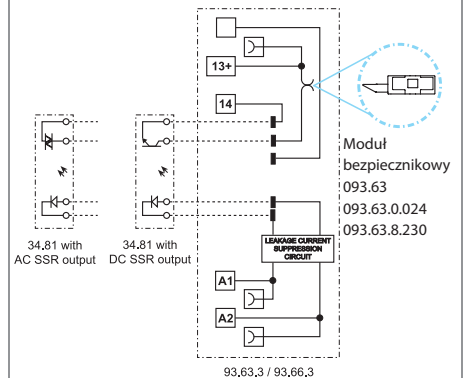 13+
14
Moduł
bezpiecznikowy
093.63
093.63.0.024
093.63.8.230
34.81 with
AC SSR output
34.81 with
DC SSR output
LEAKAGE CURRENT
SUPPRESSION
CIRCUIT
A1
A2
93.63.3 / 93.66.3